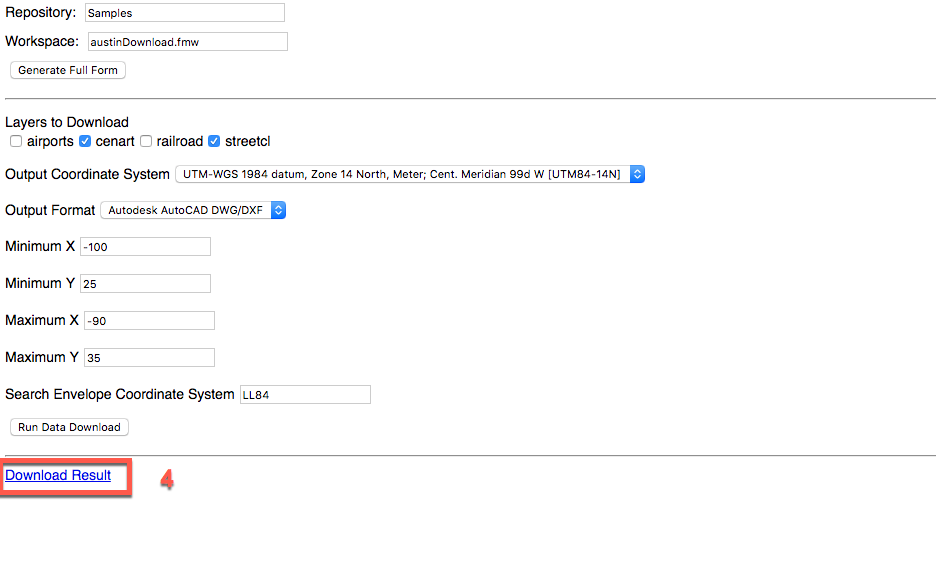 Repository: Samples
Workspace: austinDownload.fmw
Generate Full Form
Layers to Download
airports cenart railroad streetcl
Output Coordinate System UTM-WGS 1984 datum, Zone 14 North, Meter; Cent. Meridian 99d W [UTM84-14N]
Output Format Autodesk AutoCAD DWG/DXF
Minimum X -100
Minimum Y 25
Maximum X -90
Maximum Y 35
Search Envelope Coordinate System LL84
Run Data Download
Download Result 4